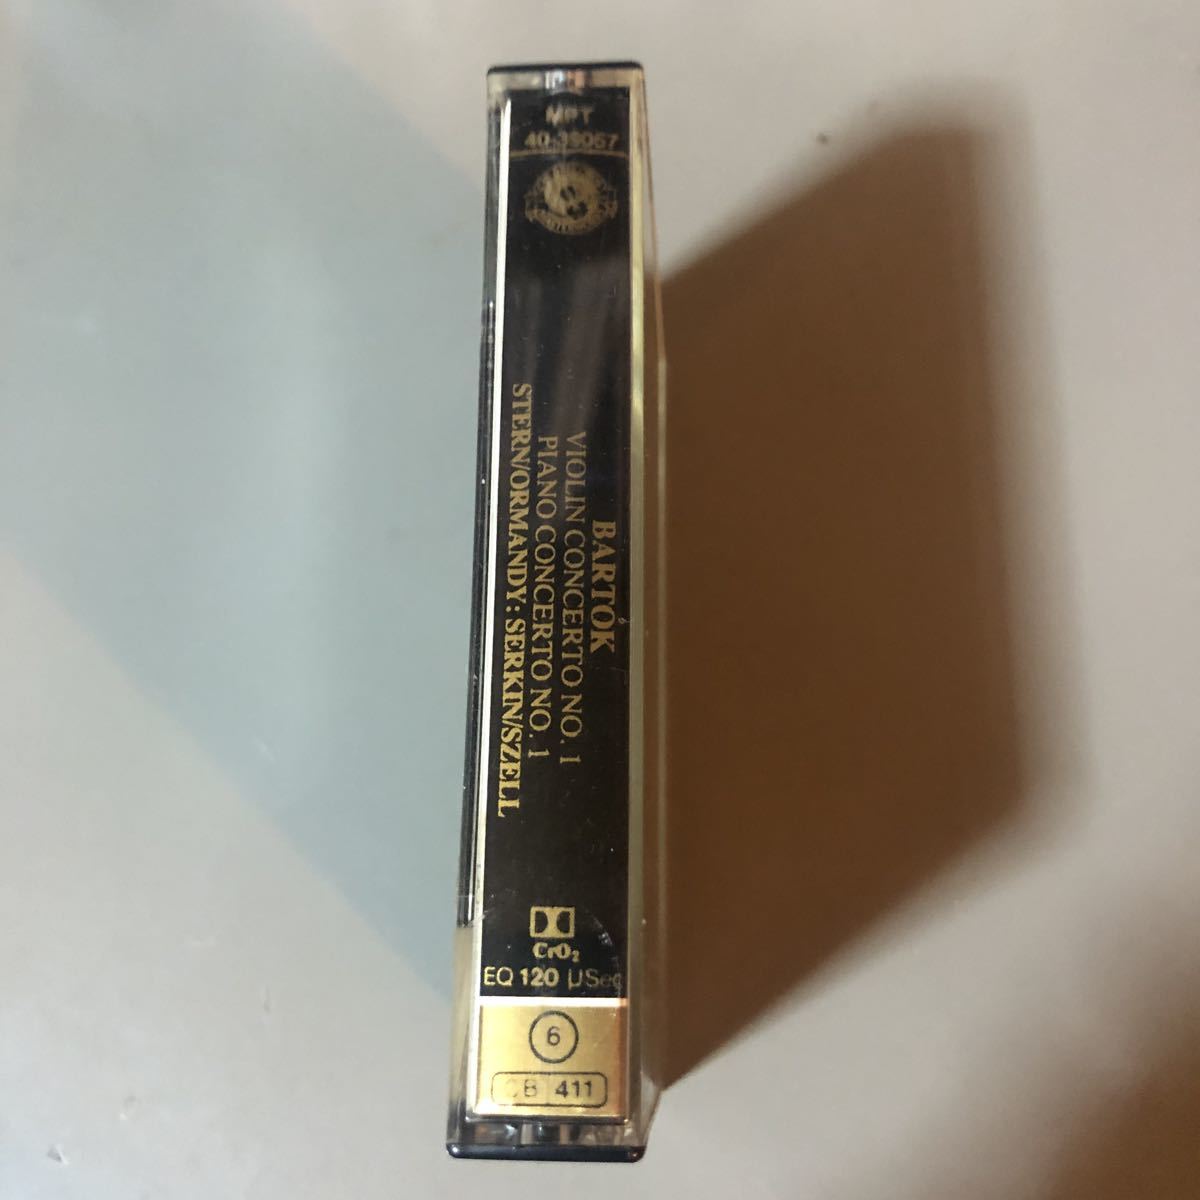 MPT
40-39057
BARTÓK
VIOLIN CONCERTO NO. 1
PIANO CONCERTO NO. 1
STERN/ORMANDY: SERKIN/SZELL
CrO₂
EQ 120 µSec
6
CB 411